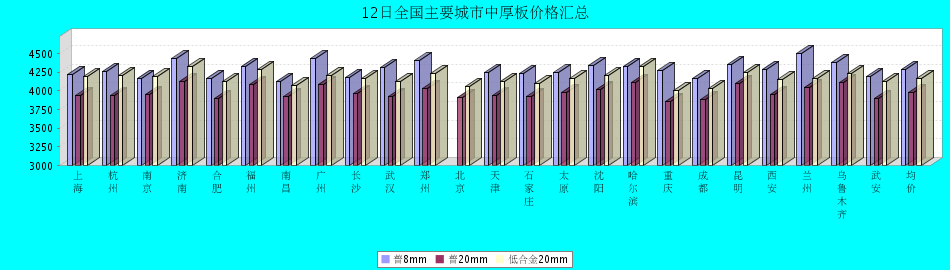 12日全国主要城市中厚板价格汇总
4500
4250
4000
3750
3500
3250
3000
上海 杭州 南京 济南 合肥 福州 南昌 广州 长沙 武汉 郑州 北京 天津 石家庄 太原 沈阳 哈尔滨 重庆 成都 昆明 西安 兰州 乌鲁木齐 武安 均价
普8mm 普20mm 低合金20mm